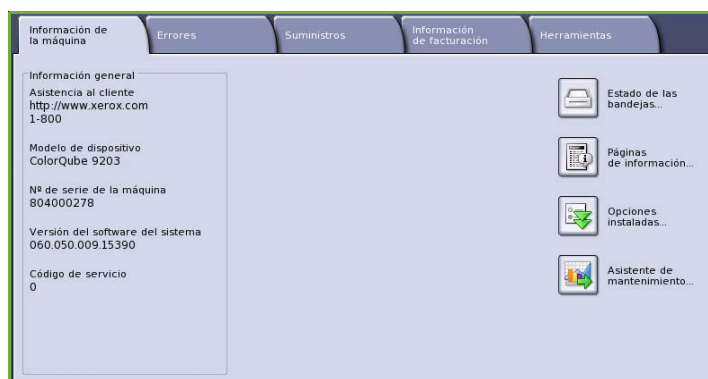 Información de
la máquina
Errores
Suministros
Información
de facturación
Herramientas
Información general
Asistencia al cliente
http://www.xerox.com
1-800
Modelo de dispositivo
ColorQube 9203
Nº de serie de la máquina
804000278
Versión del software del sistema
060.050.009.15390
Código de servicio
0
Estado de las
bandejas...
Páginas
de información...
Opciones
instaladas...
Asistente de
mantenimiento...